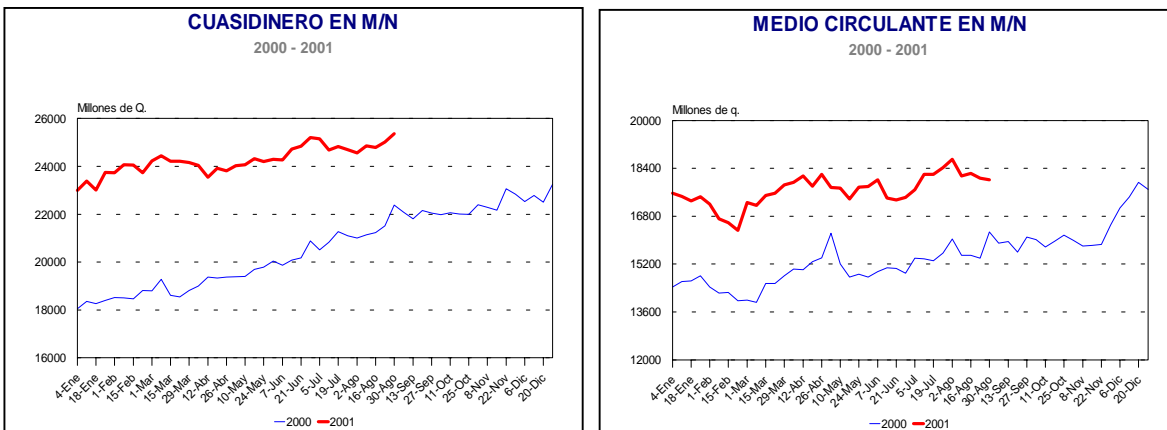 CUASIDINERO EN M/N
2000 - 2001
Millones de Q.
26000
24000
22000
20000
18000
16000
4-Ene
18-Ene
1-Feb
15-Feb
1-Mar
15-Mar
29-Mar
12-Abr
26-Abr
10-May
24-May
7-Jun
21-Jun
5-Jul
19-Jul
2-Ago
16-Ago
30-Ago
13-Sep
27-Sep
11-Oct
25-Oct
8-Nov
22-Nov
6-Dic
20-Dic
2000 2001
MEDIO CIRCULANTE EN M/N
2000 - 2001
Millones de q.
20000
18400
16800
15200
13600
12000
4-Ene
18-Ene
1-Feb
15-Feb
1-Mar
15-Mar
29-Mar
12-Abr
26-Abr
10-May
24-May
7-Jun
21-Jun
5-Jul
19-Jul
2-Ago
16-Ago
30-Ago
13-Sep
27-Sep
11-Oct
25-Oct
8-Nov
22-Nov
6-Dic
20-Dic
2000 2001